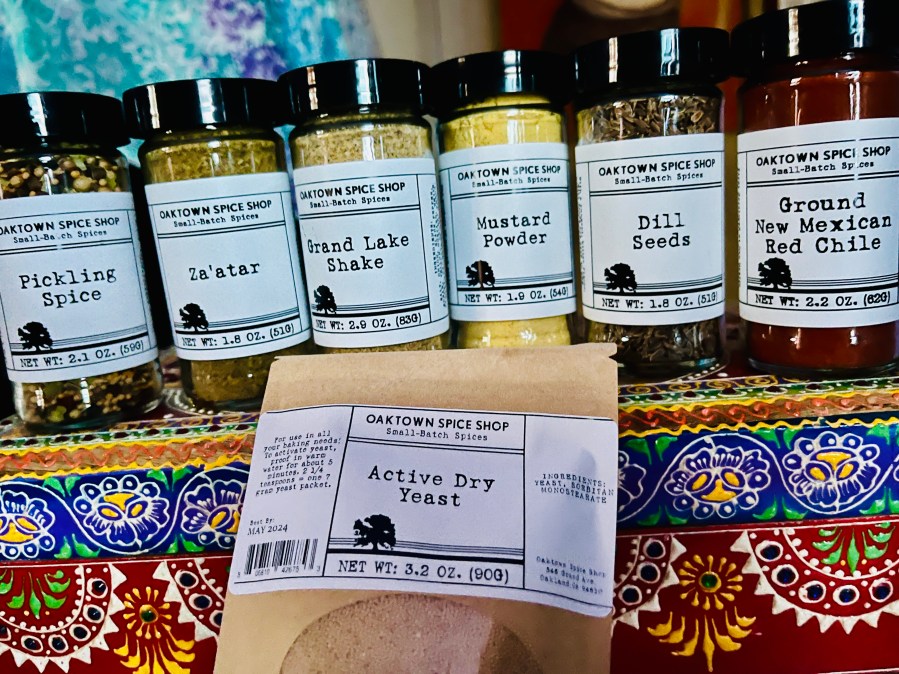 OAKTOWN SPICE SHOP
Small-Batch Spices
Pickling
Spice
NET WT: 2.1 OZ. (59G)
OAKTOWN SPICE SHOP
Small-Batch Spices
Za'atar
NET WT: 1.8 OZ. (51G)
OAKTOWN SPICE SHOP
Small-Batch Spices
Grand Lake
Shake
NET WT: 2.9 OZ. (83G)
OAKTOWN SPICE SHOP
Small-Batch Spices
Mustard
Powder
NET WT: 1.9 OZ. (54G)
OAKTOWN SPICE SHOP
Small-Batch Spices
Dill
Seeds
NET WT: 1.8 OZ. (51G)
OAKTOWN SPICE SHOP
Small-Batch Spices
Ground
New Mexican
Red Chile
NET WT: 2.2 OZ. (62G)
For use in all
your baking needs!
To activate yeast,
proof in warm
water for about 5
minutes. 2 1/4
teaspoons = one 7
gram yeast packet.
Best By:
MAY 2024
OAKTOWN SPICE SHOP
Small-Batch Spices
Active Dry
Yeast
NET WT: 3.2 OZ. (90G)
INGREDIENTS:
YEAST, SORBITAN
MONOSTEARATE
Oaktown Spice Shop
Grand Ave.
Oakland CA